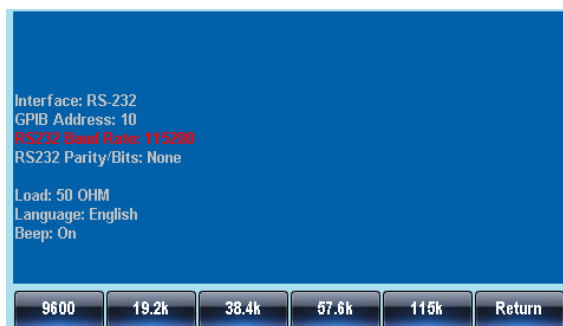 Interface: RS-232
GPIB Address: 10
RS232 Baud Rate: 115200
RS232 Parity/Bits: None
Load: 50 OHM
Language: English
Beep: On
9600 19.2k 38.4k 57.6k 115k Return